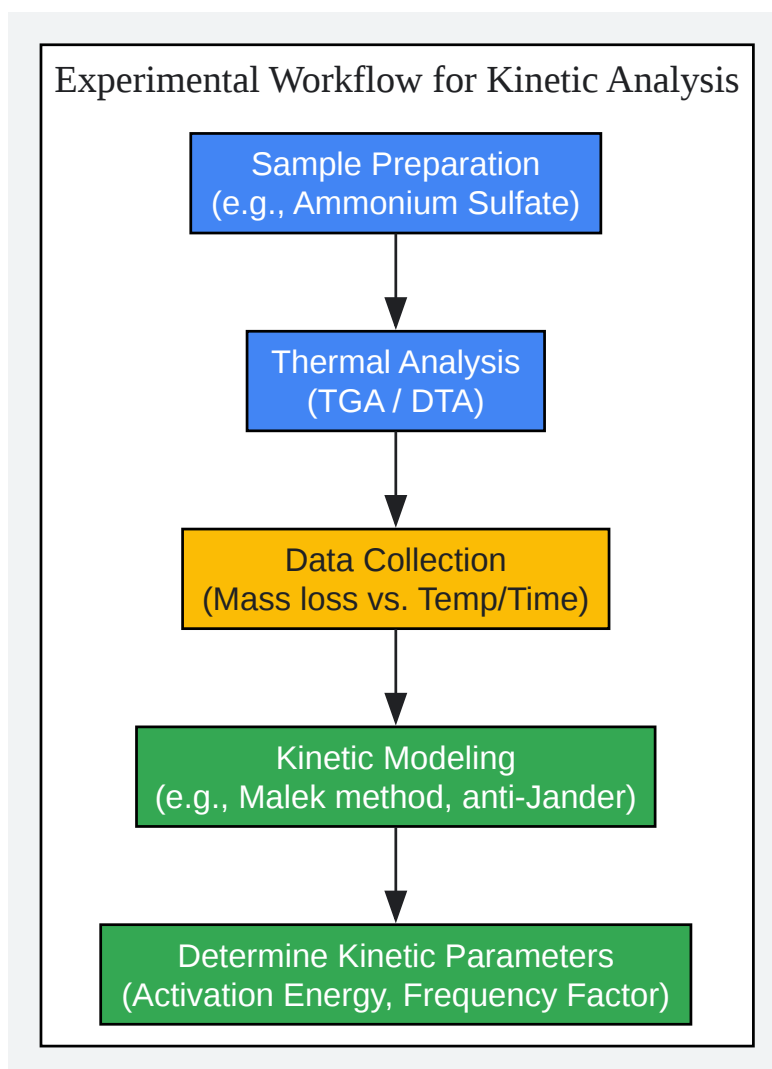 Experimental Workflow for Kinetic Analysis
Sample Preparation
(e.g., Ammonium Sulfate)
Thermal Analysis
(TGA / DTA)
Data Collection
(Mass loss vs. Temp/Time)
Kinetic Modeling
(e.g., Malek method, anti-Jander)
Determine Kinetic Parameters
(Activation Energy, Frequency Factor)